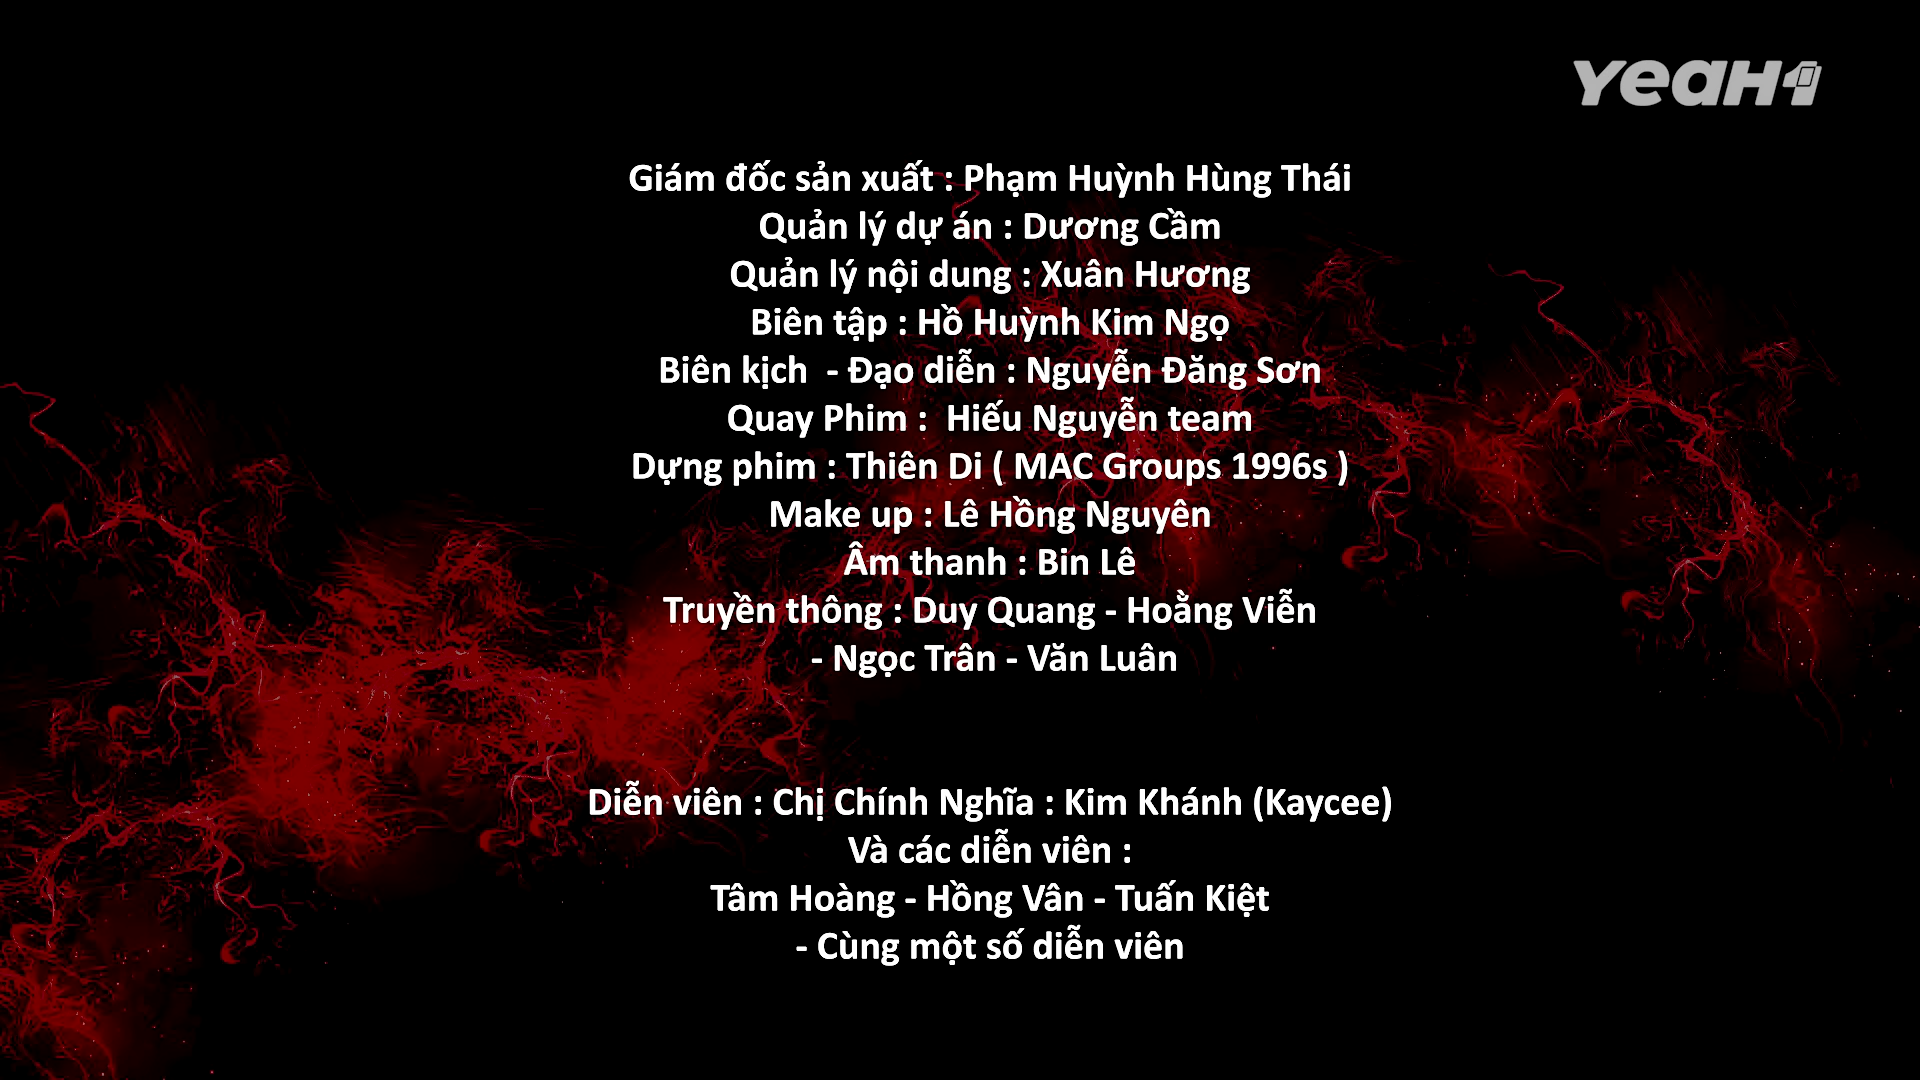 YEAH1
Giám đốc sản xuất : Phạm Huỳnh Hùng Thái
Quản lý dự án : Dương Cầm
Quản lý nội dung : Xuân Hương
Biên tập : Hồ Huỳnh Kim Ngọ
Biên kịch  - Đạo diễn : Nguyễn Đăng Sơn
Quay Phim :  Hiếu Nguyễn team
Dựng phim : Thiên Di ( MAC Groups 1996s )
Make up : Lê Hồng Nguyên
Âm thanh : Bin Lê
Truyền thông : Duy Quang - Hoằng Viễn
- Ngọc Trân - Văn Luân
Diễn viên : Chị Chính Nghĩa : Kim Khánh (Kaycee)
Và các diễn viên :
Tâm Hoàng - Hồng Vân - Tuấn Kiệt
- Cùng một số diễn viên